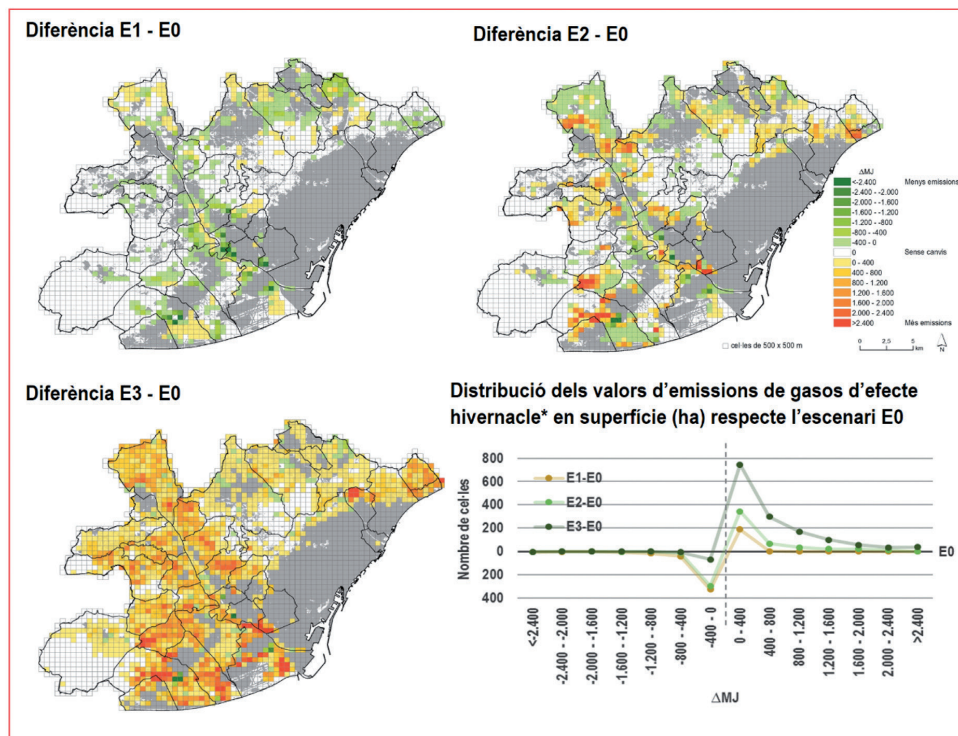 Diferència E1 - E0
Diferència E2 - E0
ΔMJ
<-2.400
Menys emissions
-2.400 - -2.000
-2.000 - -1.600
-1.600 - -1.200
-1.200 - -800
-800 - -400
-400 - 0
0
Sense canvis
0 - 400
400 - 800
800 - 1.200
1.200 - 1.600
1.600 - 2.000
2.000 - 2.400
>2.400
Més emissions
cel·les de 500 x 500 m
0 2,5 5
km
N
Diferència E3 - E0
Distribució dels valors d'emissions de gasos d'efecte
hivernacle* en superfície (ha) respecte l'escenari E0
Nombre de cel·les
800
600
400
200
0
200
400
E1-E0
E2-E0
E3-E0
E0
<-2.400
-2.400 - -2.000
-2.000 - -1.600
-1.600 - -1.200
-1.200 - -800
-800 - -400
-400 - 0
0 - 400
400 - 800
800 - 1.200
1.200 - 1.600
1.600 - 2.000
2.000 - 2.400
>2.400
ΔMJ